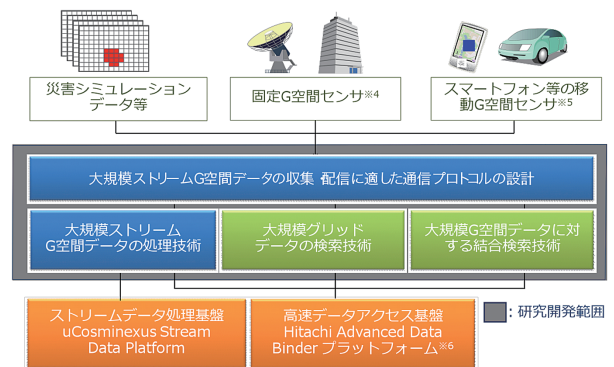 災害シミュレーション
データ等
固定G空間センサ※4
スマートフォン等の移
動G空間センサ※5
大規模ストリームG空間データの収集・配信に適した通信プロトコルの設計
大規模ストリーム
G空間データの処理技術
大規模グリッド
データの検索技術
大規模G空間データに対
する結合検索技術
ストリームデータ処理基盤
uCosminexus Stream
Data Platform
高速データアクセス基盤
Hitachi Advanced Data
Binder プラットフォーム※6
：研究開発範囲